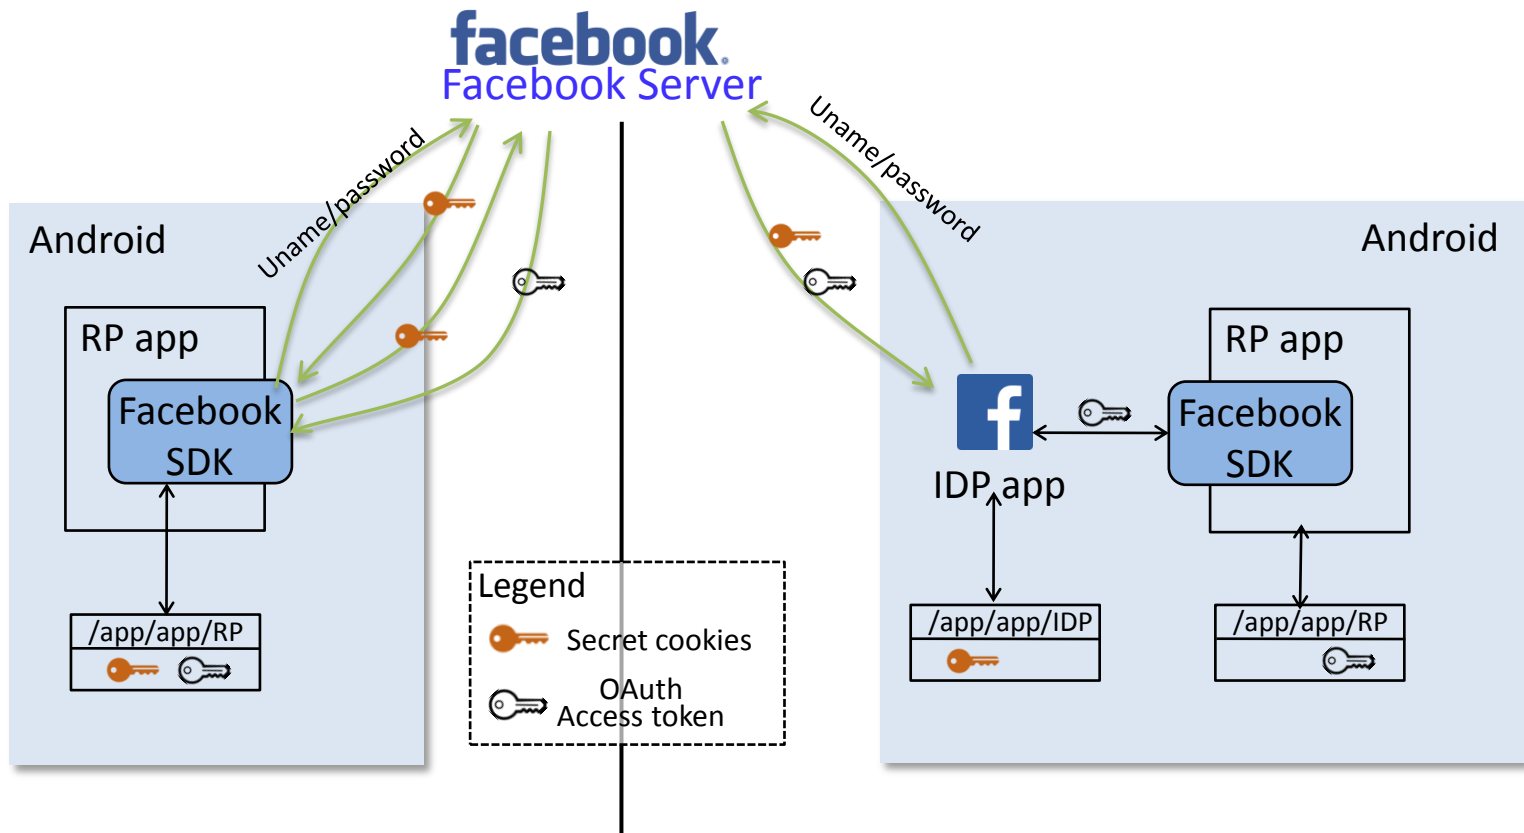 facebook.
Facebook Server
Uname/password
Android
RP app
Facebook
SDK
/app/app/RP
Legend
Secret cookies
OAuth
Access token
Uname/password
Android
RP app
Facebook
SDK
f
IDP app
/app/app/IDP
/app/app/RP